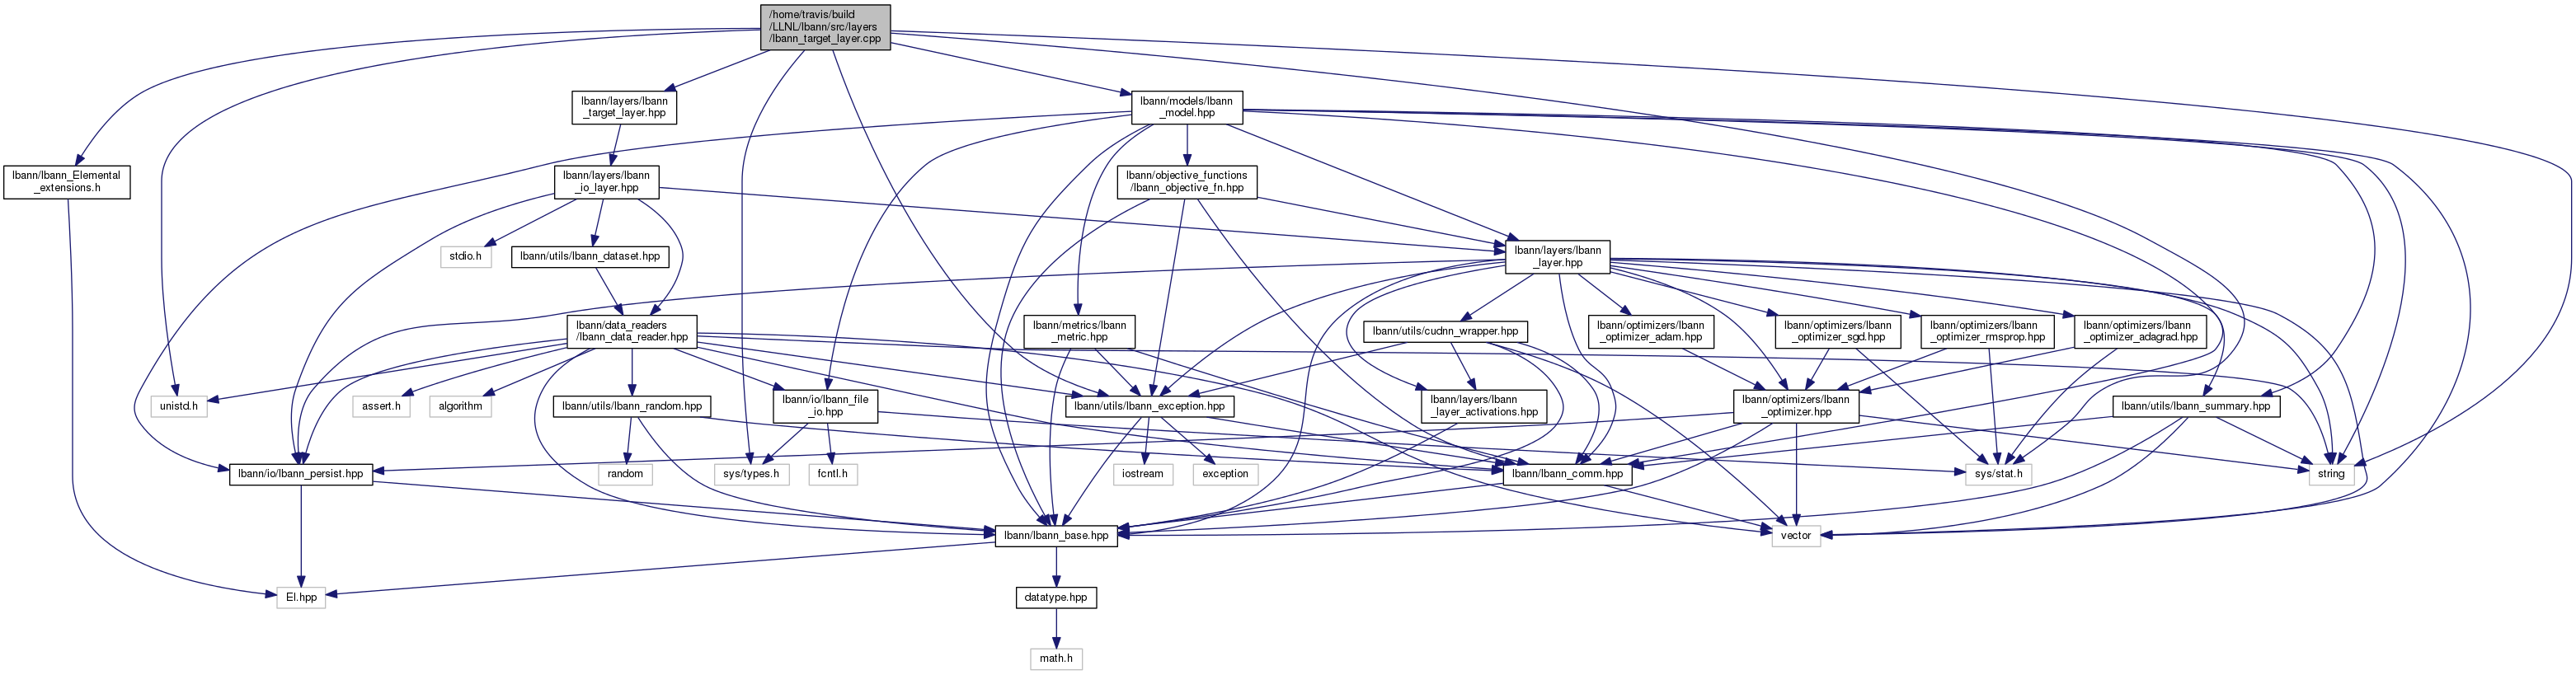 /home/travis/build
/LLNL/lbann/src/layers
/lbann_target_layer.cpp
lbann/layers/lbann
_target_layer.hpp
lbann/models/lbann
_model.hpp
lbann/lbann_Elemental
_extensions.h
lbann/layers/lbann
_io_layer.hpp
lbann/objective_functions
/lbann_objective_fn.hpp
stdio.h
lbann/utils/lbann_dataset.hpp
lbann/layers/lbann
_layer.hpp
lbann/data_readers
/lbann_data_reader.hpp
lbann/metrics/lbann
_metric.hpp
lbann/utils/cudnn_wrapper.hpp
lbann/optimizers/lbann
_optimizer_adam.hpp
lbann/optimizers/lbann
_optimizer_sgd.hpp
lbann/optimizers/lbann
_optimizer_rmsprop.hpp
lbann/optimizers/lbann
_optimizer_adagrad.hpp
unistd.h
assert.h
algorithm
lbann/utils/lbann_random.hpp
lbann/io/lbann_file
_io.hpp
lbann/utils/lbann_exception.hpp
lbann/layers/lbann
_layer_activations.hpp
lbann/optimizers/lbann
_optimizer.hpp
lbann/utils/lbann_summary.hpp
lbann/io/lbann_persist.hpp
random
sys/types.h
fcntl.h
iostream
exception
lbann/lbann_comm.hpp
sys/stat.h
string
lbann/lbann_base.hpp
vector
El.hpp
datatype.hpp
math.h